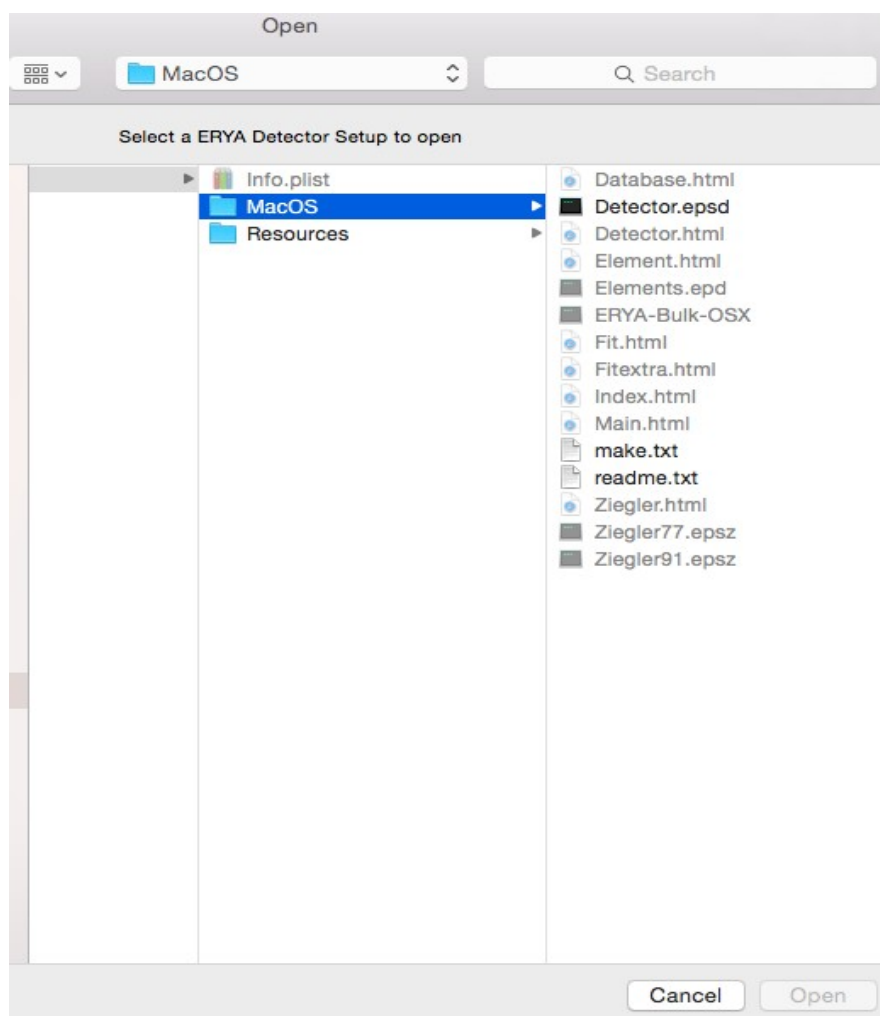 Open
MacOS
Search
Select a ERYA Detector Setup to open
Info.plist
MacOS
Resources
Database.html
Detector.epsd
Detector.html
Element.html
Elements.epd
ERYA-Bulk-OSX
Fit.html
Fitextra.html
Index.html
Main.html
make.txt
readme.txt
Ziegler.html
Ziegler77.epsz
Ziegler91.epsz
Cancel
Open